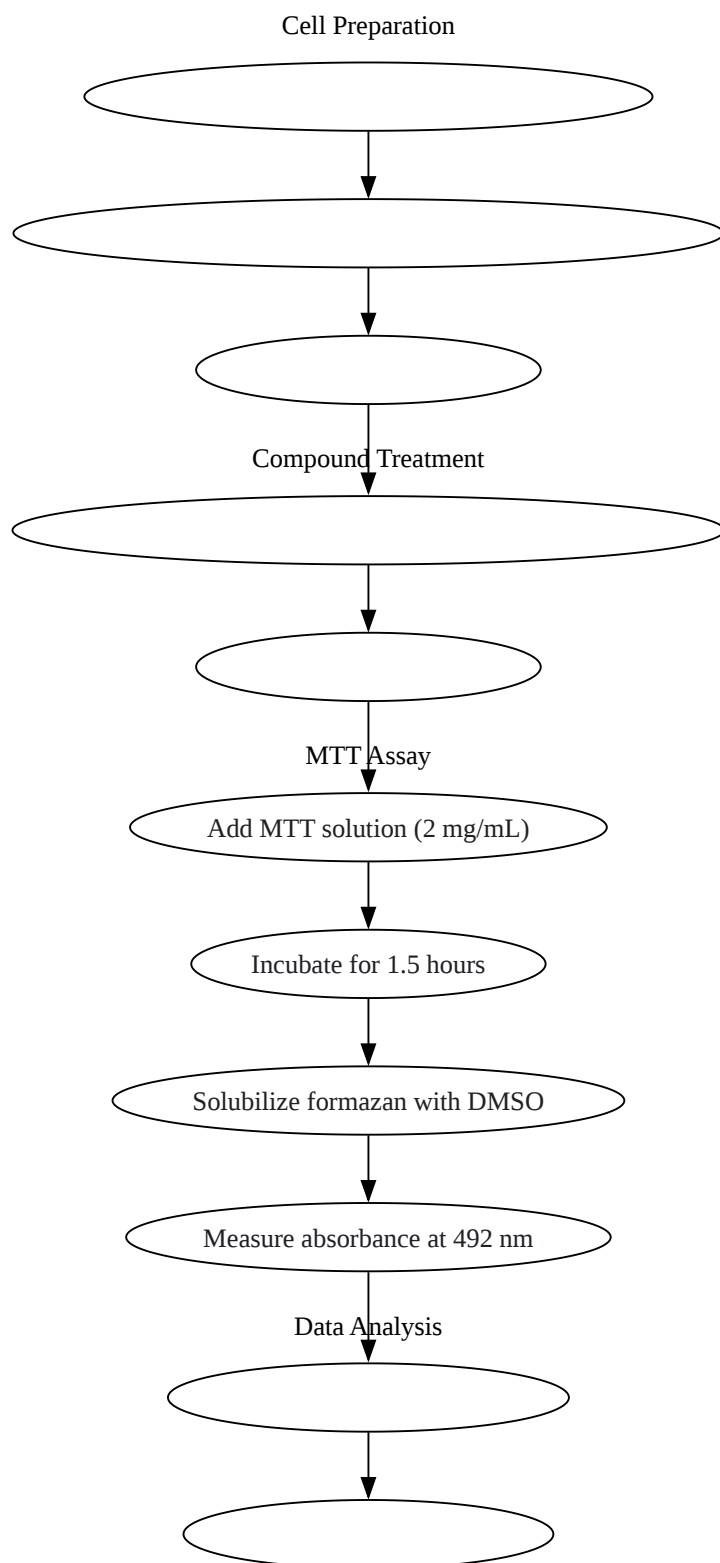 Cell Preparation
Compound Treatment
MTT Assay
Add MTT solution (2 mg/mL)
Incubate for 1.5 hours
Solubilize formazan with DMSO
Measure absorbance at 492 nm
Data Analysis